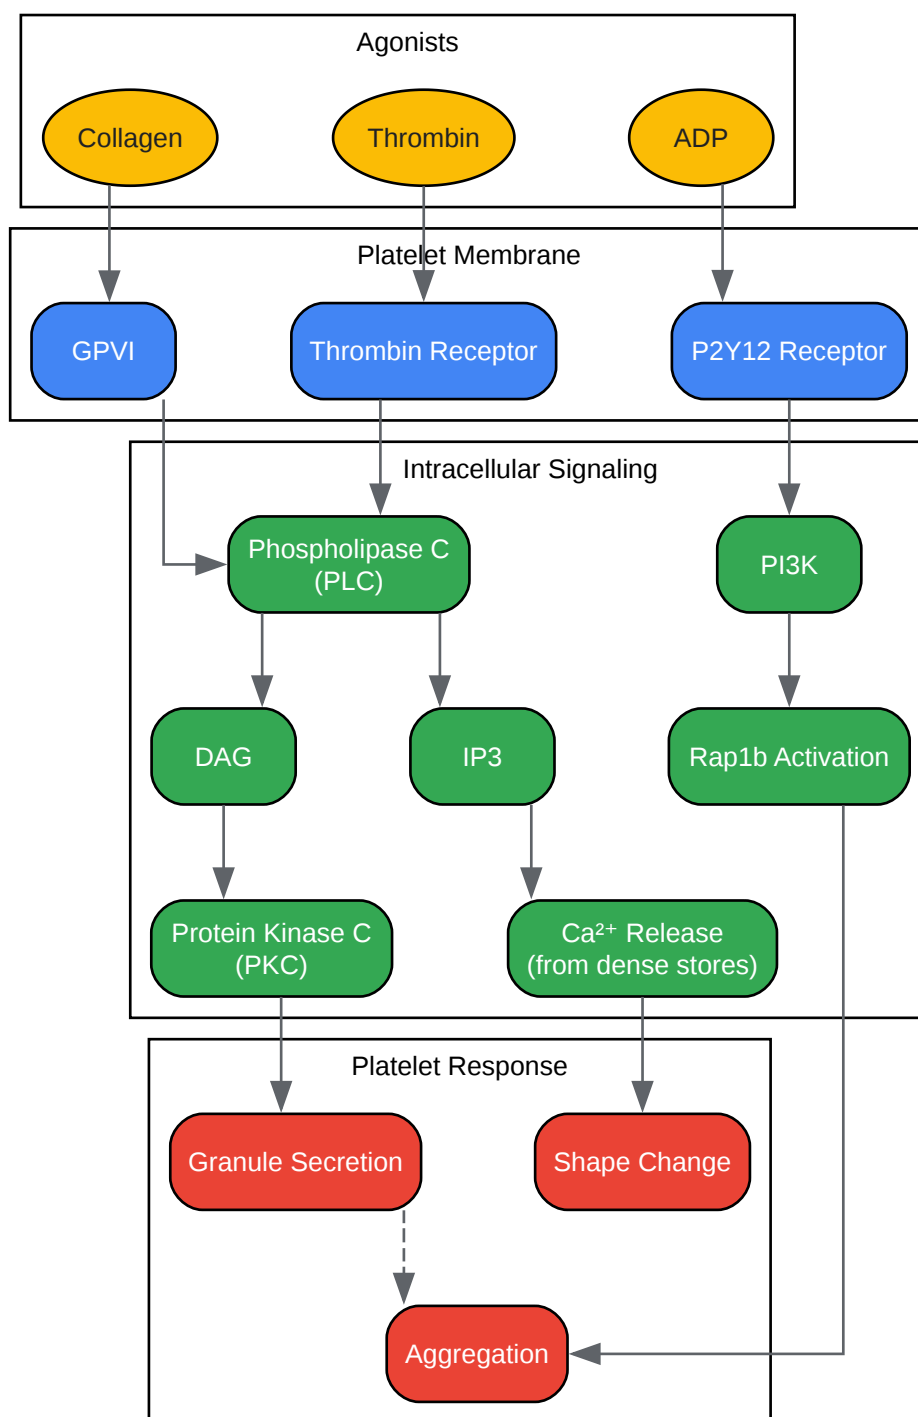 Agonists
Collagen
Thrombin
ADP
Platelet Membrane
GPVI
Thrombin Receptor
P2Y12 Receptor
Intracellular Signaling
Phospholipase C
(PLC)
PI3K
DAG
IP3
Rap1b Activation
Protein Kinase C
(PKC)
Ca²⁺ Release
(from dense stores)
Platelet Response
Granule Secretion
Shape Change
Aggregation